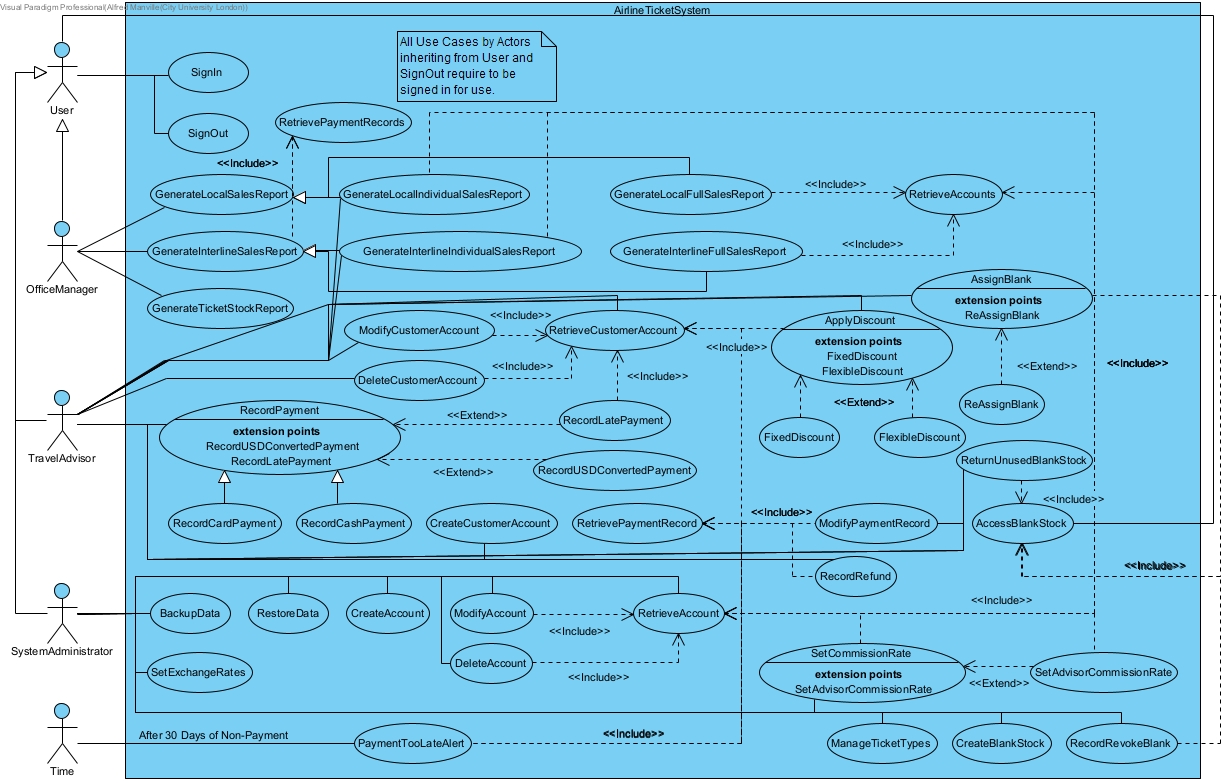 Visual Paradigm Professional(Alfred Manville(City University London))
AirlineTicketSystem
All Use Cases by Actors
inheriting from User and
SignOut require to be
signed in for use.
SignIn
User
RetrievePaymentRecords
SignOut
<<Include>>
GenerateLocalSalesReport
GenerateLocalIndividualSalesReport
GenerateLocalFullSalesReport
<<Include>>
RetrieveAccounts
OfficeManager
GenerateInterlineSalesReport
GenerateInterlineIndividualSalesReport
GenerateInterlineFullSalesReport
<<Include>>
GenerateTicketStockReport
AssignBlank
extension points
ReAssignBlank
<<Include>>
ModifyCustomerAccount
RetrieveCustomerAccount
ApplyDiscount
extension points
FixedDiscount
FlexibleDiscount
<<Include>>
<<Include>>
<<Include>>
<<Extend>>
DeleteCustomerAccount
<<Include>>
<<Extend>>
ReAssignBlank
TravelAdvisor
RecordPayment
extension points
RecordUSDConvertedPayment
RecordLatePayment
<<Extend>>
RecordLatePayment
FixedDiscount
FlexibleDiscount
<<Extend>>
RecordUSDConvertedPayment
ReturnUnusedBlankStock
<<Include>>
RecordCardPayment
RecordCashPayment
CreateCustomerAccount
RetrievePaymentRecord
<<Include>>
ModifyPaymentRecord
AccessBlankStock
<<Include>>
RecordRefund
<<Include>>
SystemAdministrator
BackupData
RestoreData
CreateAccount
ModifyAccount
RetrieveAccount
<<Include>>
DeleteAccount
<<Include>>
SetExchangeRates
SetCommissionRate
extension points
SetAdvisorCommissionRate
<<Extend>>
SetAdvisorCommissionRate
Time
After 30 Days of Non-Payment
PaymentTooLateAlert
<<Include>>
ManageTicketTypes
CreateBlankStock
RecordRevokeBlank